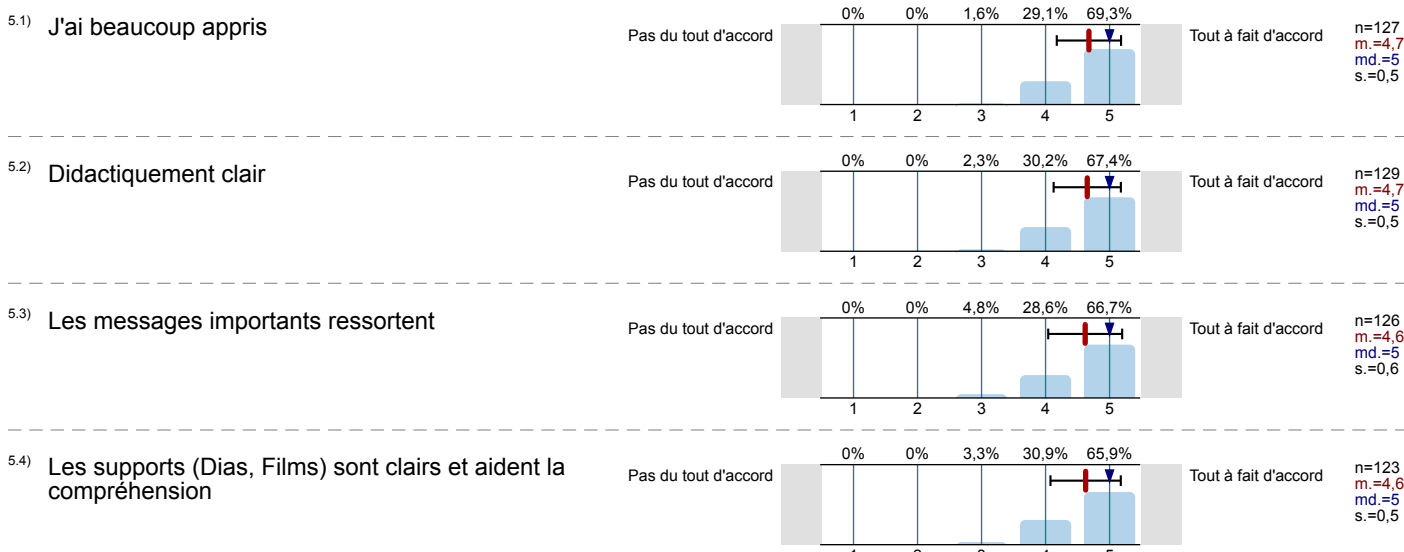 0% 0% 1,6% 29,1% 69,3%
5.1) J'ai beaucoup appris
Pas du tout d'accord
Tout à fait d'accord
n=127
m.=4,7
md.=5
s.=0,5
1 2 3 4 5
0% 0% 2,3% 30,2% 67,4%
5.2) Didactiquement clair
Pas du tout d'accord
Tout à fait d'accord
n=129
m.=4,7
md.=5
s.=0,5
1 2 3 4 5
0% 0% 4,8% 28,6% 66,7%
5.3) Les messages importants ressortent
Pas du tout d'accord
Tout à fait d'accord
n=126
m.=4,6
md.=5
s.=0,6
1 2 3 4 5
0% 0% 3,3% 30,9% 65,9%
5.4) Les supports (Dias, Films) sont clairs et aident la
compréhension
Pas du tout d'accord
Tout à fait d'accord
n=123
m.=4,6
md.=5
s.=0,5